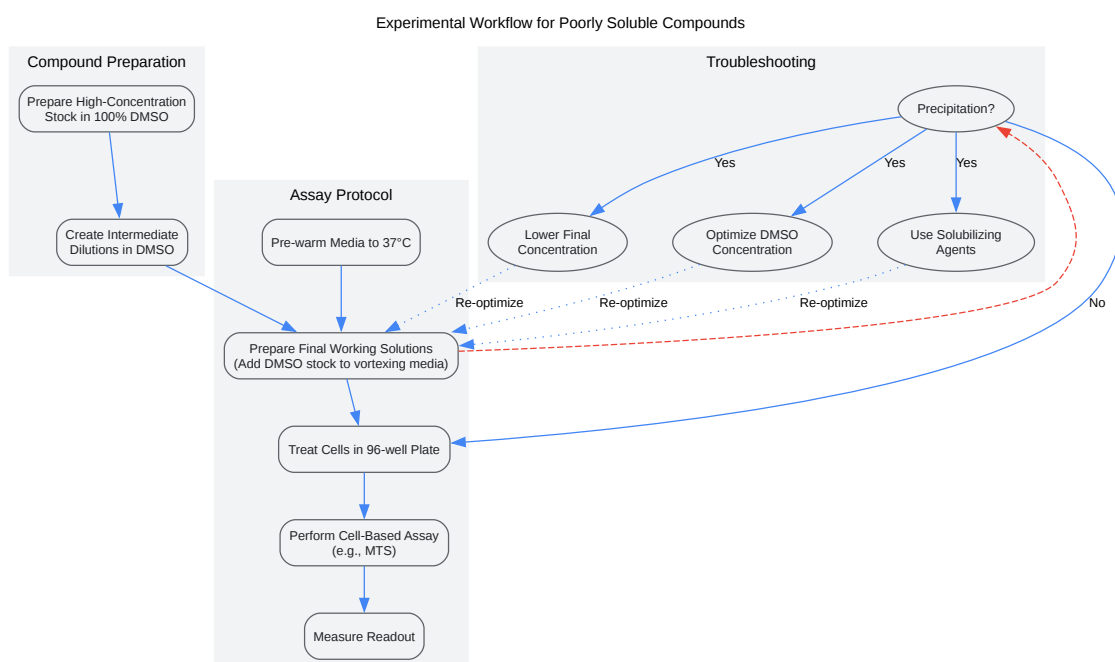 Experimental Workflow for Poorly Soluble Compounds
Compound Preparation
Prepare High-Concentration
Stock in 100% DMSO
Create Intermediate
Dilutions in DMSO
Assay Protocol
Pre-warm Media to 37°C
Prepare Final Working Solutions
(Add DMSO stock to vortexing media)
Treat Cells in 96-well Plate
Perform Cell-Based Assay
(e.g., MTS)
Measure Readout
Troubleshooting
Precipitation?
Yes
Yes
Yes
Lower Final
Concentration
Optimize DMSO
Concentration
Use Solubilizing
Agents
Re-optimize
Re-optimize
Re-optimize
No